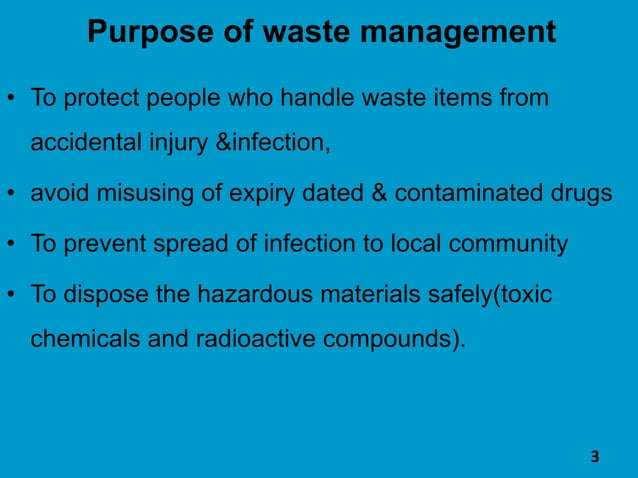 Purpose of waste management
• To protect people who handle waste items from
accidental injury &infection,
• avoid misusing of expiry dated & contaminated drugs
• To prevent spread of infection to local community
• To dispose the hazardous materials safely(toxic
chemicals and radioactive compounds).
3